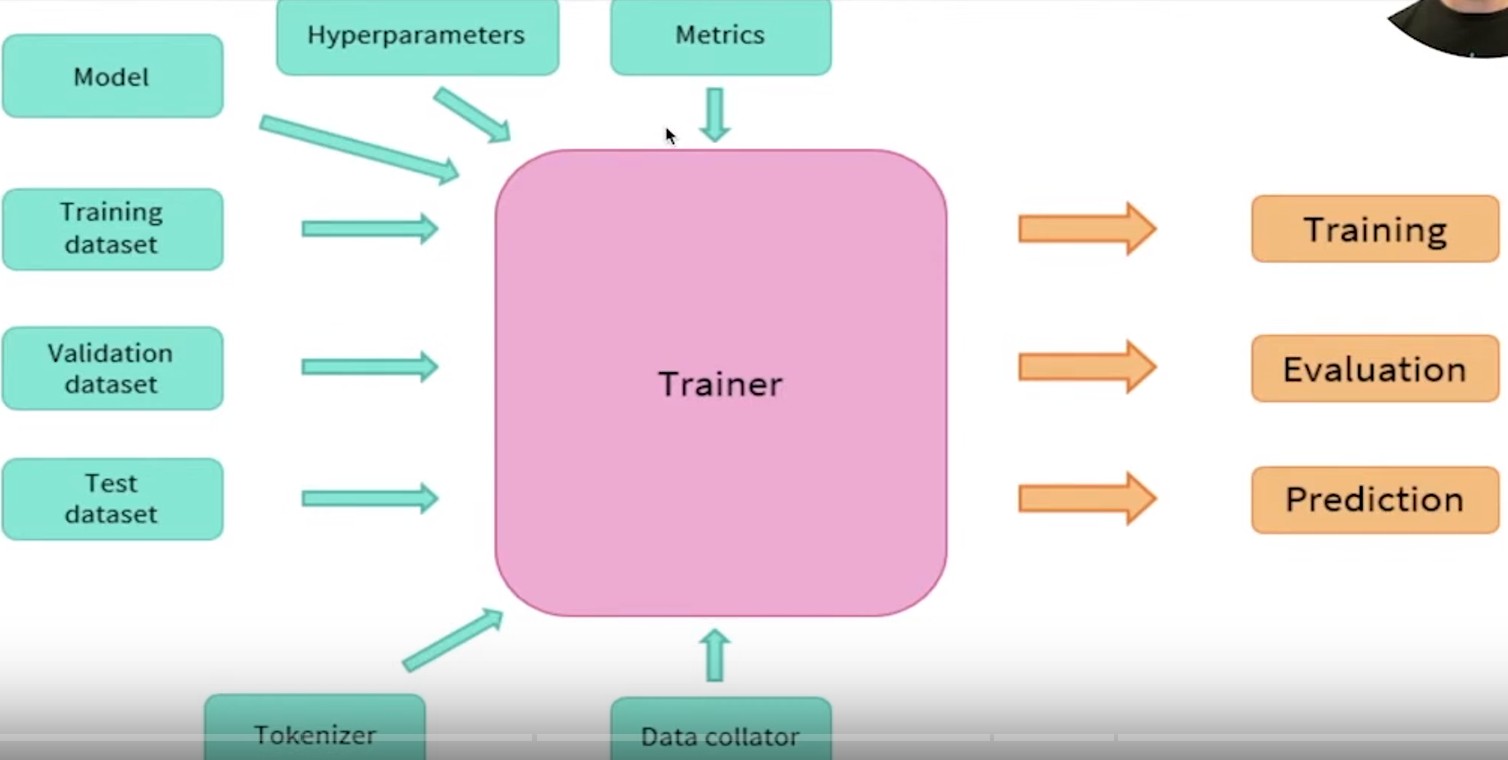 Hyperparameters
Metrics
Model
Training
dataset
Validation
dataset
Test
dataset
Trainer
Training
Evaluation
Prediction
Tokenizer
Data collator